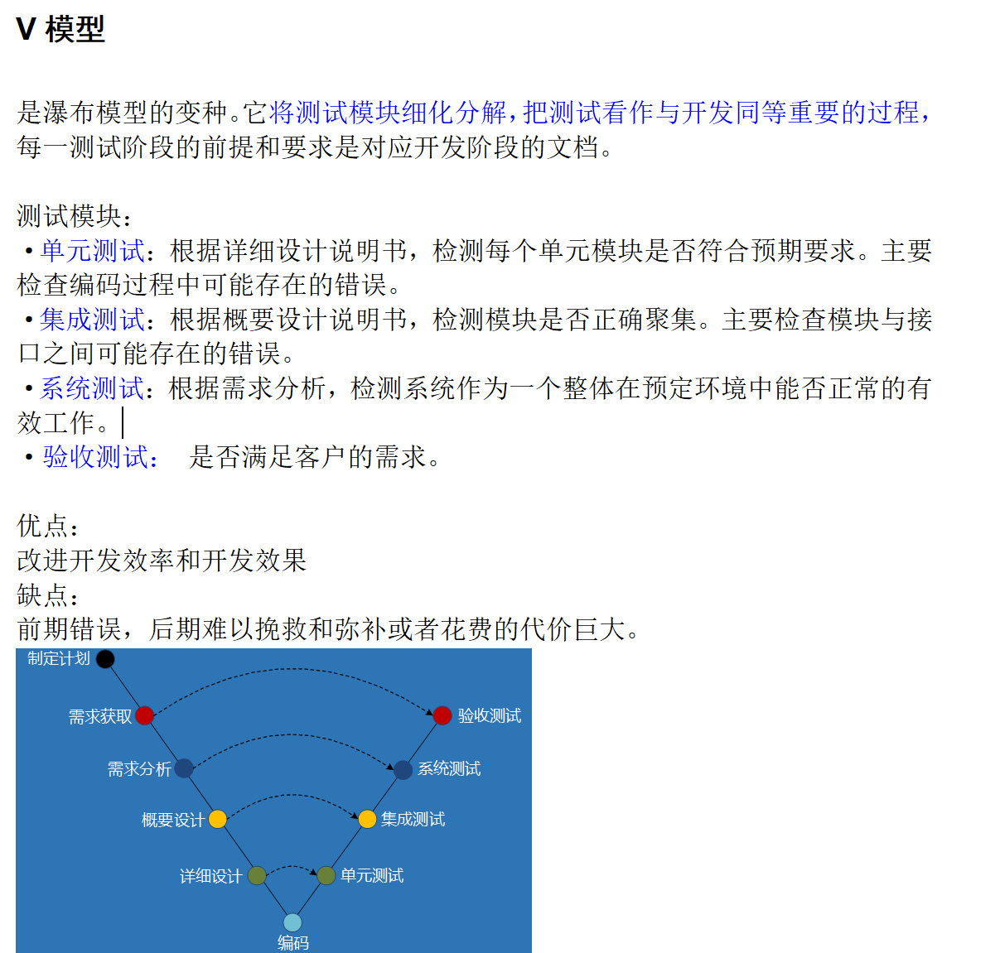 V 模型
是瀑布模型的变种。它将测试模块细化分解，把测试看作与开发同等重要的过程，
每一测试阶段的前提和要求是对应开发阶段的文档。
测试模块：
·单元测试：根据详细设计说明书，检测每个单元模块是否符合预期要求。主要
检查编码过程中可能存在的错误。
·集成测试：根据概要设计说明书，检测模块是否正确聚集。主要检查模块与接
口之间可能存在的错误。
·系统测试：根据需求分析，检测系统作为一个整体在预定环境中能否正常的有
效工作。
·验收测试： 是否满足客户的需求。
优点：
改进开发效率和开发效果
缺点：
前期错误，后期难以挽救和弥补或者花费的代价巨大。
制定计划
需求获取
验收测试
需求分析
系统测试
概要设计
集成测试
详细设计
单元测试
编码